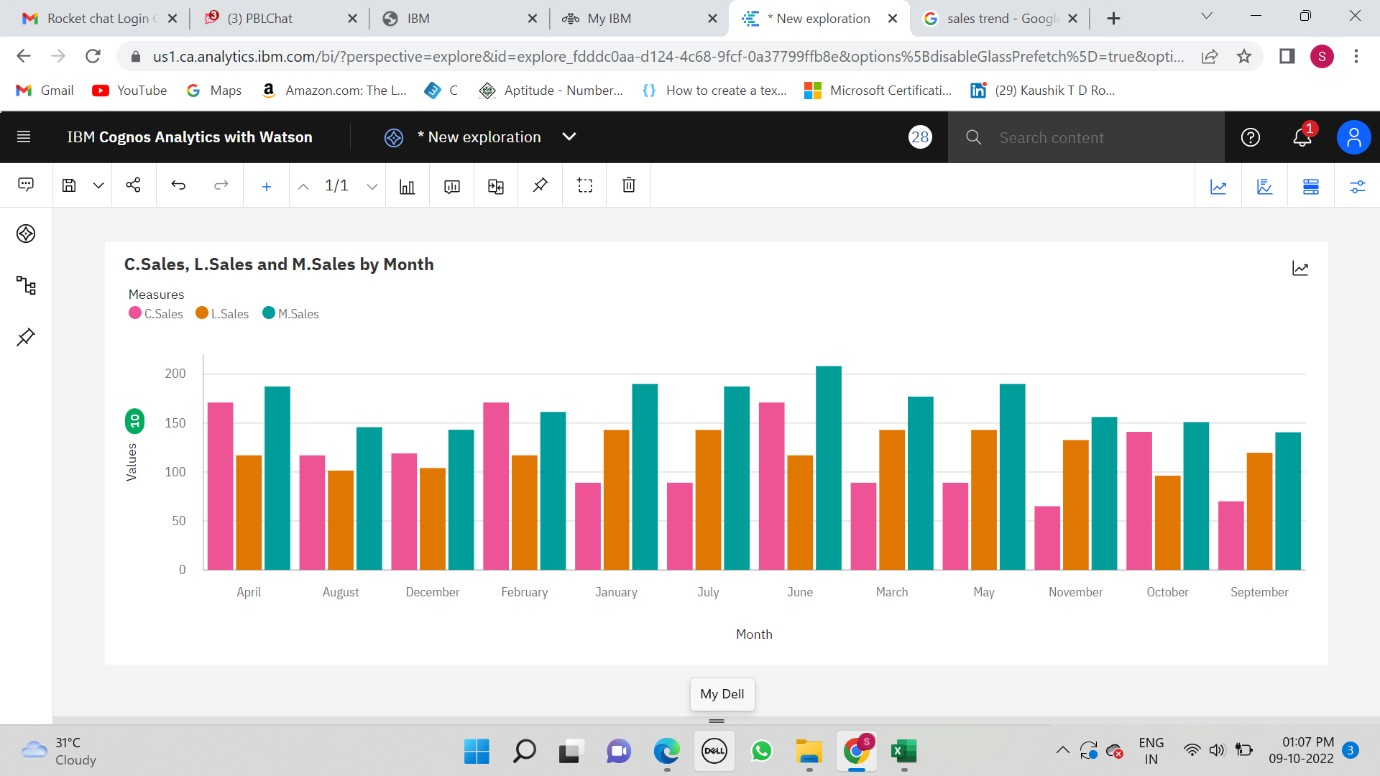 Rocket chat Login C
3 (3) PBLChat
IBM
My IBM
* New exploration
sales trend - Googl
us1.ca.analytics.ibm.com/bi/?perspective=explore&id=explore_fdddc0aa-d124-4c68-9fcf-0a37799ffb8e&options%5BdisableGlassPrefetch%5D=true&opti...
S
Gmail
YouTube
Maps
Amazon.com: The L...
C
Aptitude - Number...
How to create a tex...
Microsoft Certificati...
(29) Kaushik T D Ro...
IBM Cognos Analytics with Watson
* New exploration
28
Search content
1
1/1
C.Sales, L.Sales and M.Sales by Month
Measures
C.Sales L.Sales M.Sales
200
150
100
50
0
Values 10
April August December February January July June March May November October September
Month
My Dell
31°C
Cloudy
DELL
S
ENG
IN
01:07 PM
09-10-2022
3